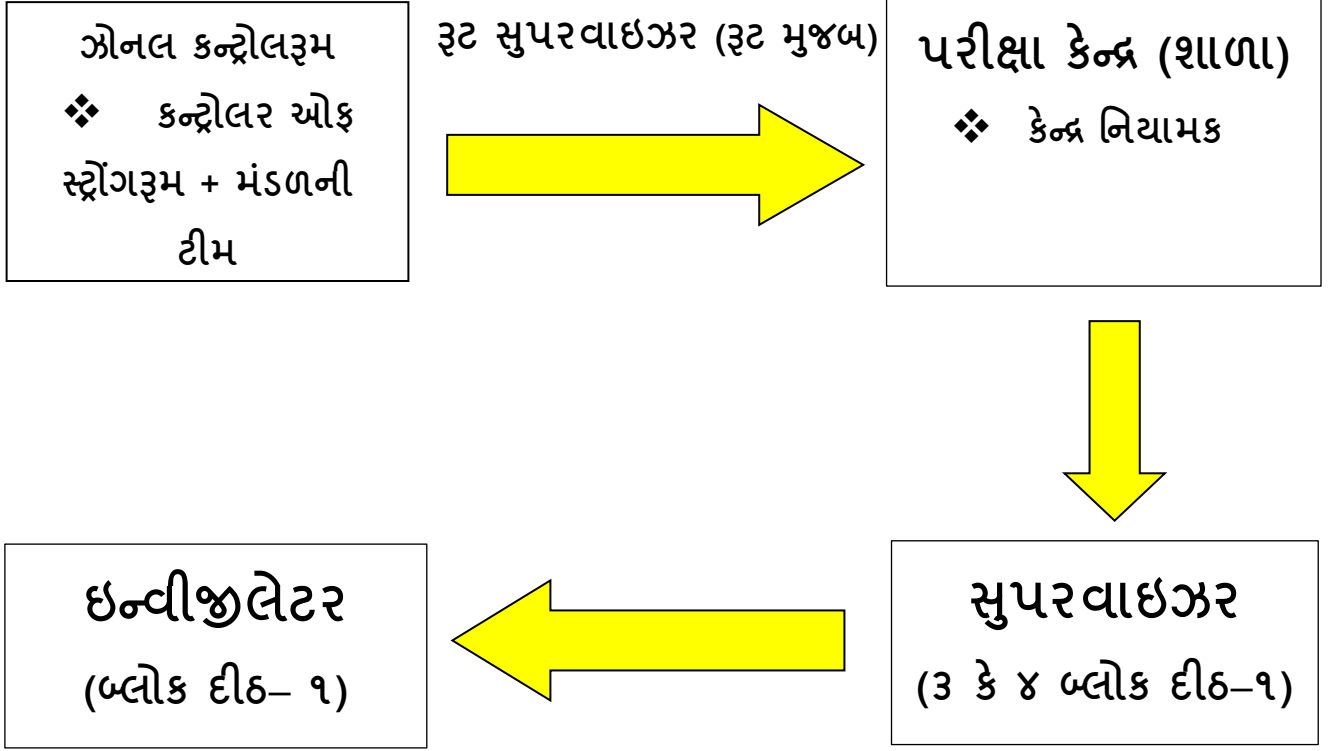 ઝોનલ કન્ટ્રોલરૂમ
❖ કન્ટ્રોલર ઓફ
સ્ટ્રોંગરૂમ + મંડળની
ટીમ
રૂટ સુપરવાઇઝર (રૂટ મુજબ)
પરીક્ષા કેન્દ્ર (શાળા)
❖ કેન્દ્ર નિયામક
સુપરવાઇઝર
(૩ કે ૪ બ્લોક દીઠ–૧)
ઇન્વીજીલેટર
(બ્લોક દીઠ– ૧)